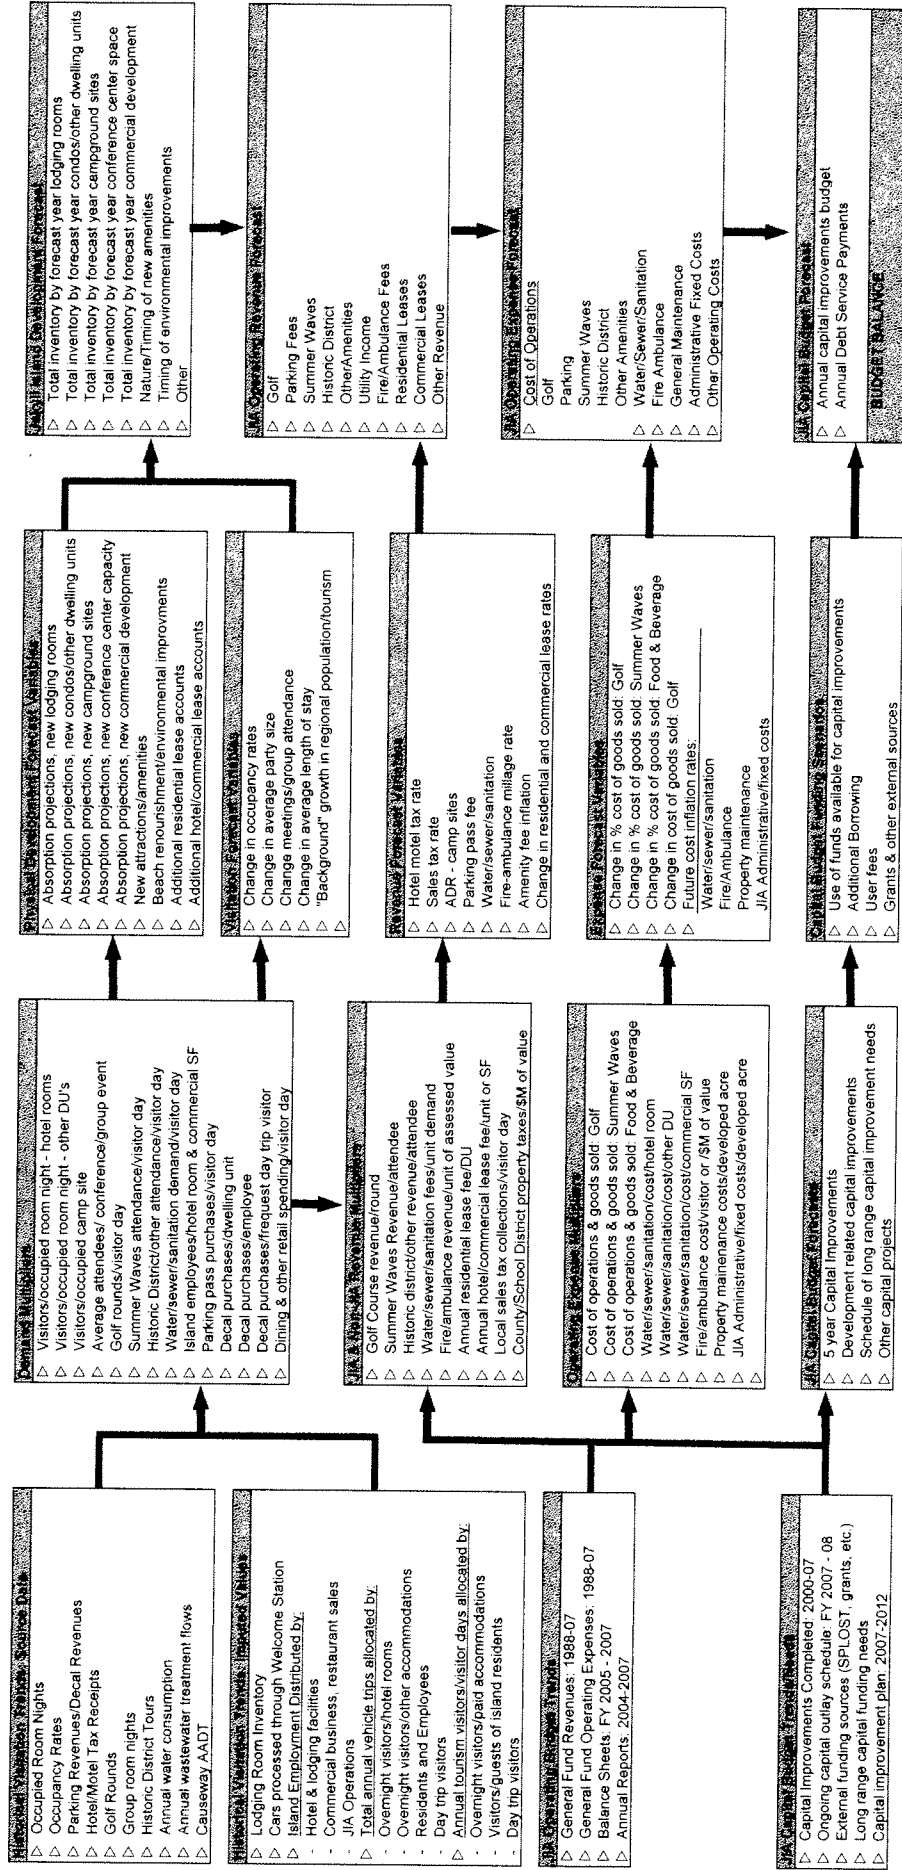 Historical Visitation Trends: Source Data
Occupied Room Nights
Occupancy Rates
Parking Revenues/Decal Revenues
Hotel/Motel Tax Receipts
Golf Rounds
Group room nights
Historic District Tours
Annual water consumption
Annual wastewater treatment flows
Causeway AADT
Historical Visitation Trends: Imputed Values
Lodging Room Inventory
Cars processed through Welcome Station
Island Employment Distributed by:
- Hotel & lodging facilities
- Commercial business, restaurant sales
- JIA Operations
Total annual vehicle trips allocated by:
- Overnight visitors/hotel rooms
- Overnight visitors/other accommodations
- Residents and Employees
- Day trip visitors
Annual tourism visitors/visitor days allocated by:
- Overnight visitors/paid accommodations
- Visitors/guests of island residents
- Day trip visitors
JIA Operating Budget Trends
General Fund Revenues: 1988-07
General Fund Operating Expenses: 1988-07
Balance Sheets: FY 2005 - 2007
Annual Reports: 2004-2007
JIA Capital Budget Trends/Needs
Capital Improvements Completed: 2000-07
Ongoing capital outlay schedule: FY 2007 - 08
External funding sources (SPLOST, grants, etc.)
Long range capital funding needs
Capital improvement plan: 2007-2012
Demand Multipliers
Visitors/occupied room night - hotel rooms
Visitors/occupied room night - other DU's
Visitors/occupied camp site
Average attendees/ conference/group event
Golf rounds/visitor day
Summer Waves attendance/visitor day
Historic District/other attendance/visitor day
Water/sewer/sanitation demand/visitor day
Island employees/hotel room & commercial SF
Parking pass purchases/visitor day
Decal purchases/dwelling unit
Decal purchases/employee
Decal purchases/frequest day trip visitor
Dining & other retail spending/visitor day
JIA & Non-JIA Revenue Multipliers
Golf Course revenue/round
Summer Waves Revenue/attendee
Historic district/other revenue/attendee
Water/sewer/sanitation fees/unit demand
Fire/ambulance revenue/unit of assessed value
Annual residential lease fee/DU
Annual hotel/commercial lease fee/unit or SF
Local sales tax collections/visitor day
County/School District property taxes/$M of value
Operating Expense Multipliers
Cost of operations & goods sold: Golf
Cost of operations & goods sold: Summer Waves
Cost of operations & goods sold: Food & Beverage
Water/sewer/sanitation/cost/hotel room
Water/sewer/sanitation/cost/other DU
Water/sewer/sanitation/cost/commercial SF
Fire/ambulance cost/visitor or /$M of value
Property maintenance costs/developed acre
JIA Administrative/fixed costs/developed acre
JIA Capital Budget Forecasts
5 year Capital Improvements
Development related capital improvements
Schedule of long range capital improvement needs
Other capital projects
Physical Development Forecast Variables
Absorption projections, new lodging rooms
Absorption projections, new condos/other dwelling units
Absorption projections, new campground sites
Absorption projections, new conference center capacity
Absorption projections, new commercial development
New attractions/amenities
Beach renourishment/environmental improvments
Additional residential lease accounts
Additional hotel/commercial lease accounts
Visitation Forecast Variables
Change in occupancy rates
Change in average party size
Change meetings/group attendance
Change in average length of stay
"Background" growth in regional population/tourism
Revenue Forecast Variables
Hotel motel tax rate
Sales tax rate
ADR - camp sites
Parking pass fee
Water/sewer/sanitation
Fire-ambulance millage rate
Amenity fee inflation
Change in residential and commercial lease rates
Expense Forecast Variables
Change in % cost of goods sold: Golf
Change in % cost of goods sold: Summer Waves
Change in % cost of goods sold: Food & Beverage
Change in cost of goods sold: Golf
Future inflation rates:
Water/sewer/sanitation
Fire/Ambulance
Property maintenance
JIA Administrative/fixed costs
Capital Budget Funding Scenarios
Use of funds available for capital improvements
Additional Borrowing
User fees
Grants & other external sources
Jekyll Island Development Forecast
Total inventory by forecast year lodging rooms
Total inventory by forecast year condos/other dwelling units
Total inventory by forecast year campground sites
Total inventory by forecast year conference center space
Total inventory by forecast year commercial development
Nature/Timing of new amenities
Timing of environmental improvements
Other
JIA Operating Revenue Forecast
Golf
Parking Fees
Summer Waves
Historic District
Other/Amenities
Utility Income
Fire/Ambulance Fees
Residential Leases
Commercial Leases
Other Revenue
JIA Operating Expense Forecast
Cost of Operations
Golf
Parking
Summer Waves
Historic District
Other Amenities
Water/Sewer/Sanitation
Fire Ambulance
General Maintenance
Administrative Fixed Costs
Other Operating Costs
JIA Capital Budget Forecast
Annual capital improvements budget
Annual Debt Service Payments
BUDGET BALANCE